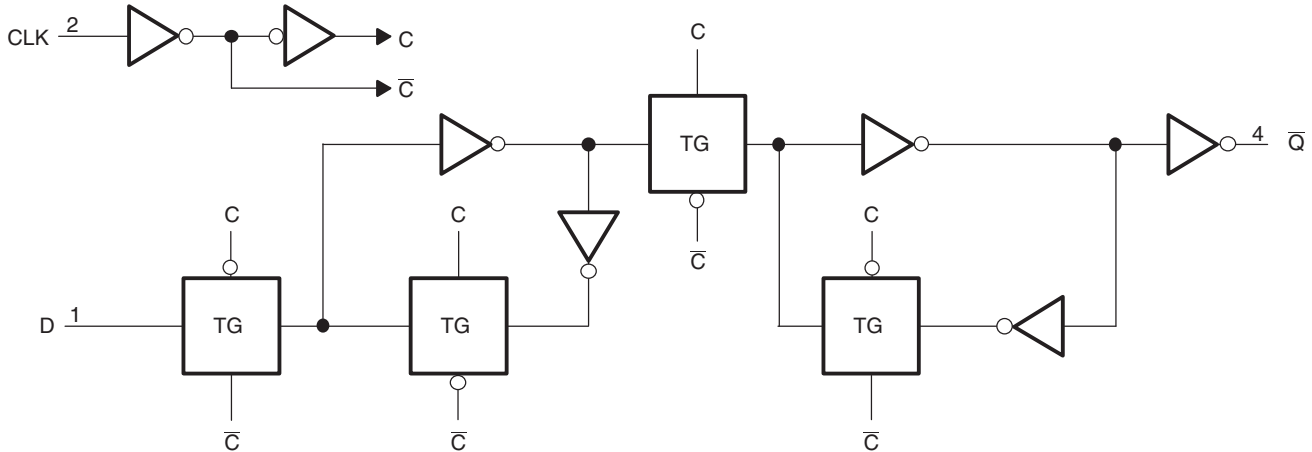 CLK 2 C
C̅
C
TG 4 Q̅
C C C̅ C
D 1 TG TG TG
C̅ C̅ C̅